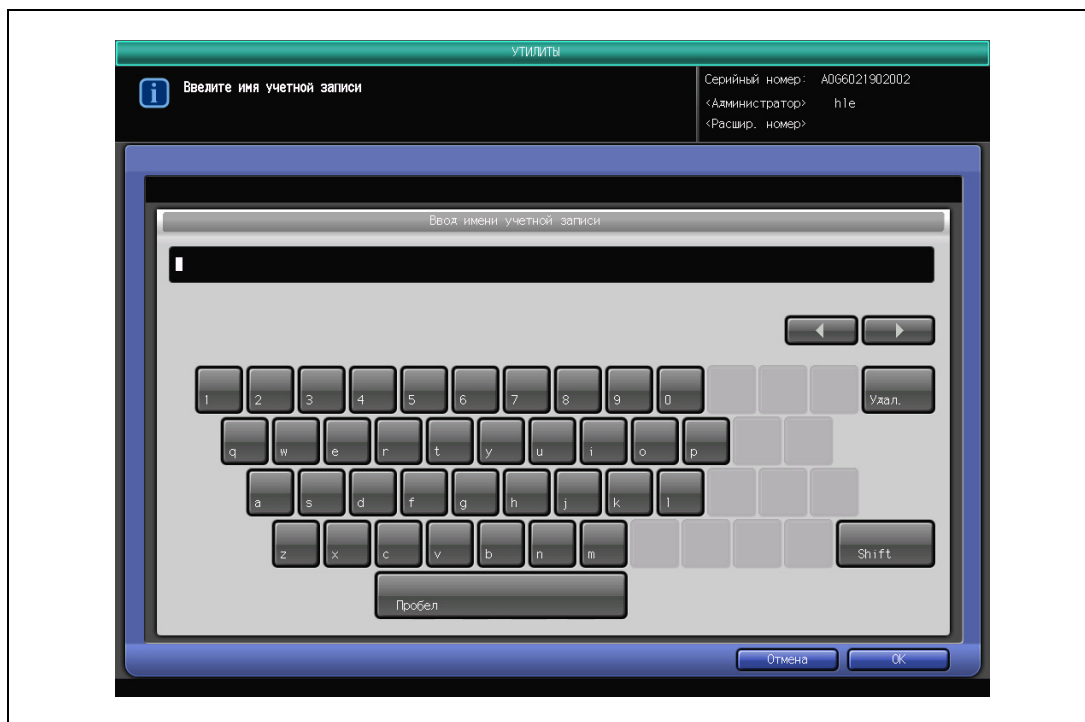 УТИЛИТЫ
Введите имя учетной записи
Серийный номер: A0G6021902002
<Администратор> hle
<Расшир. номер>
Ввод имени учетной записи
1 2 3 4 5 6 7 8 9 0 Удал.
q w e r t y u i o p
a s d f g h j k l
z x c v b n m Shift
Пробел
Отмена OK